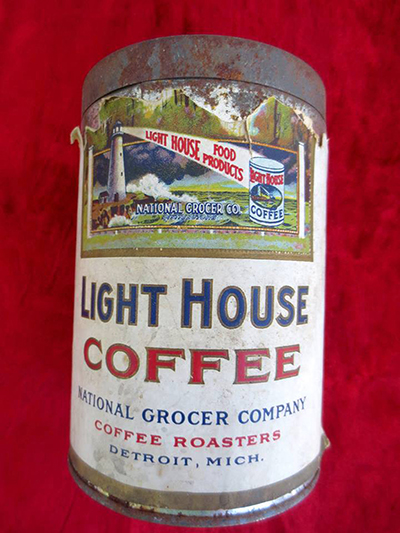 LIGHT HOUSE FOOD
PRODUCTS
LIGHT HOUSE
COFFEE
NATIONAL GROCER CO.
LIGHT HOUSE
COFFEE
NATIONAL GROCER COMPANY
COFFEE ROASTERS
DETROIT, MICH.